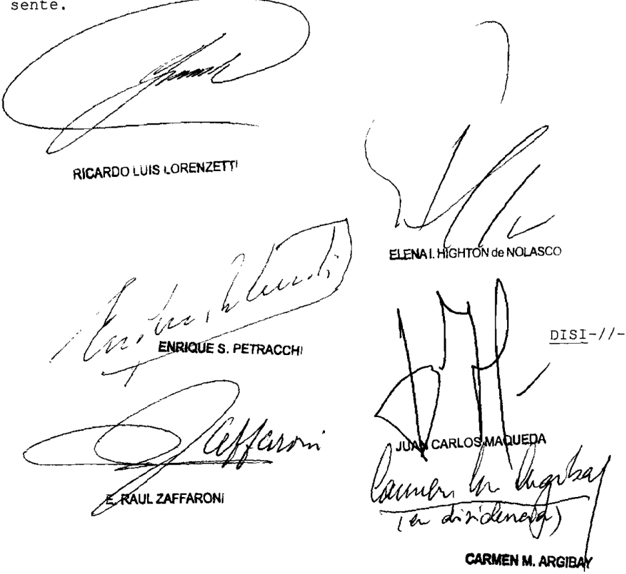 sente.
RICARDO LUIS LORENZETTI
ELENA I. HIGHTON de NOLASCO
ENRIQUE S. PETRACCHI
DISI-//-
JUAN CARLOS MAQUEDA
Zaffaroni
E. RAUL ZAFFARONI
Carmen M. Argibay
(en disidencia)
CARMEN M. ARGIBAY